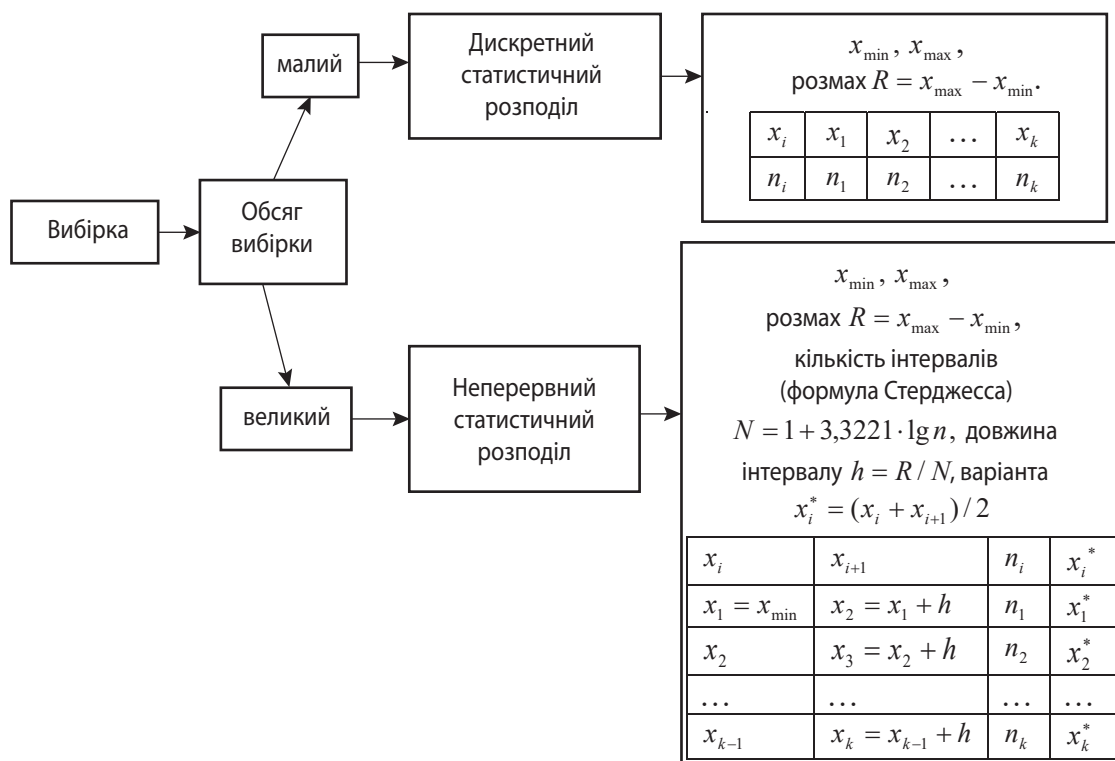 Вибірка
Обсяг
вибірки
малий
Дискретний
статистичний
розподіл
x_min, x_max,
розмах R = x_max − x_min.
x_i x_1 x_2 … x_k
n_i n_1 n_2 … n_k
великий
Неперервний
статистичний
розподіл
x_min, x_max,
розмах R = x_max − x_min,
кількість інтервалів
(формула Стерджесса)
N = 1 + 3,3221 · lg n, довжина
інтервалу h = R / N, варіанта
x_i^* = (x_i + x_{i+1}) / 2
x_i x_{i+1} n_i x_i^*
x_1 = x_min x_2 = x_1 + h n_1 x_1^*
x_2 x_3 = x_2 + h n_2 x_2^*
… … … …
x_{k−1} x_k = x_{k−1} + h n_k x_k^*